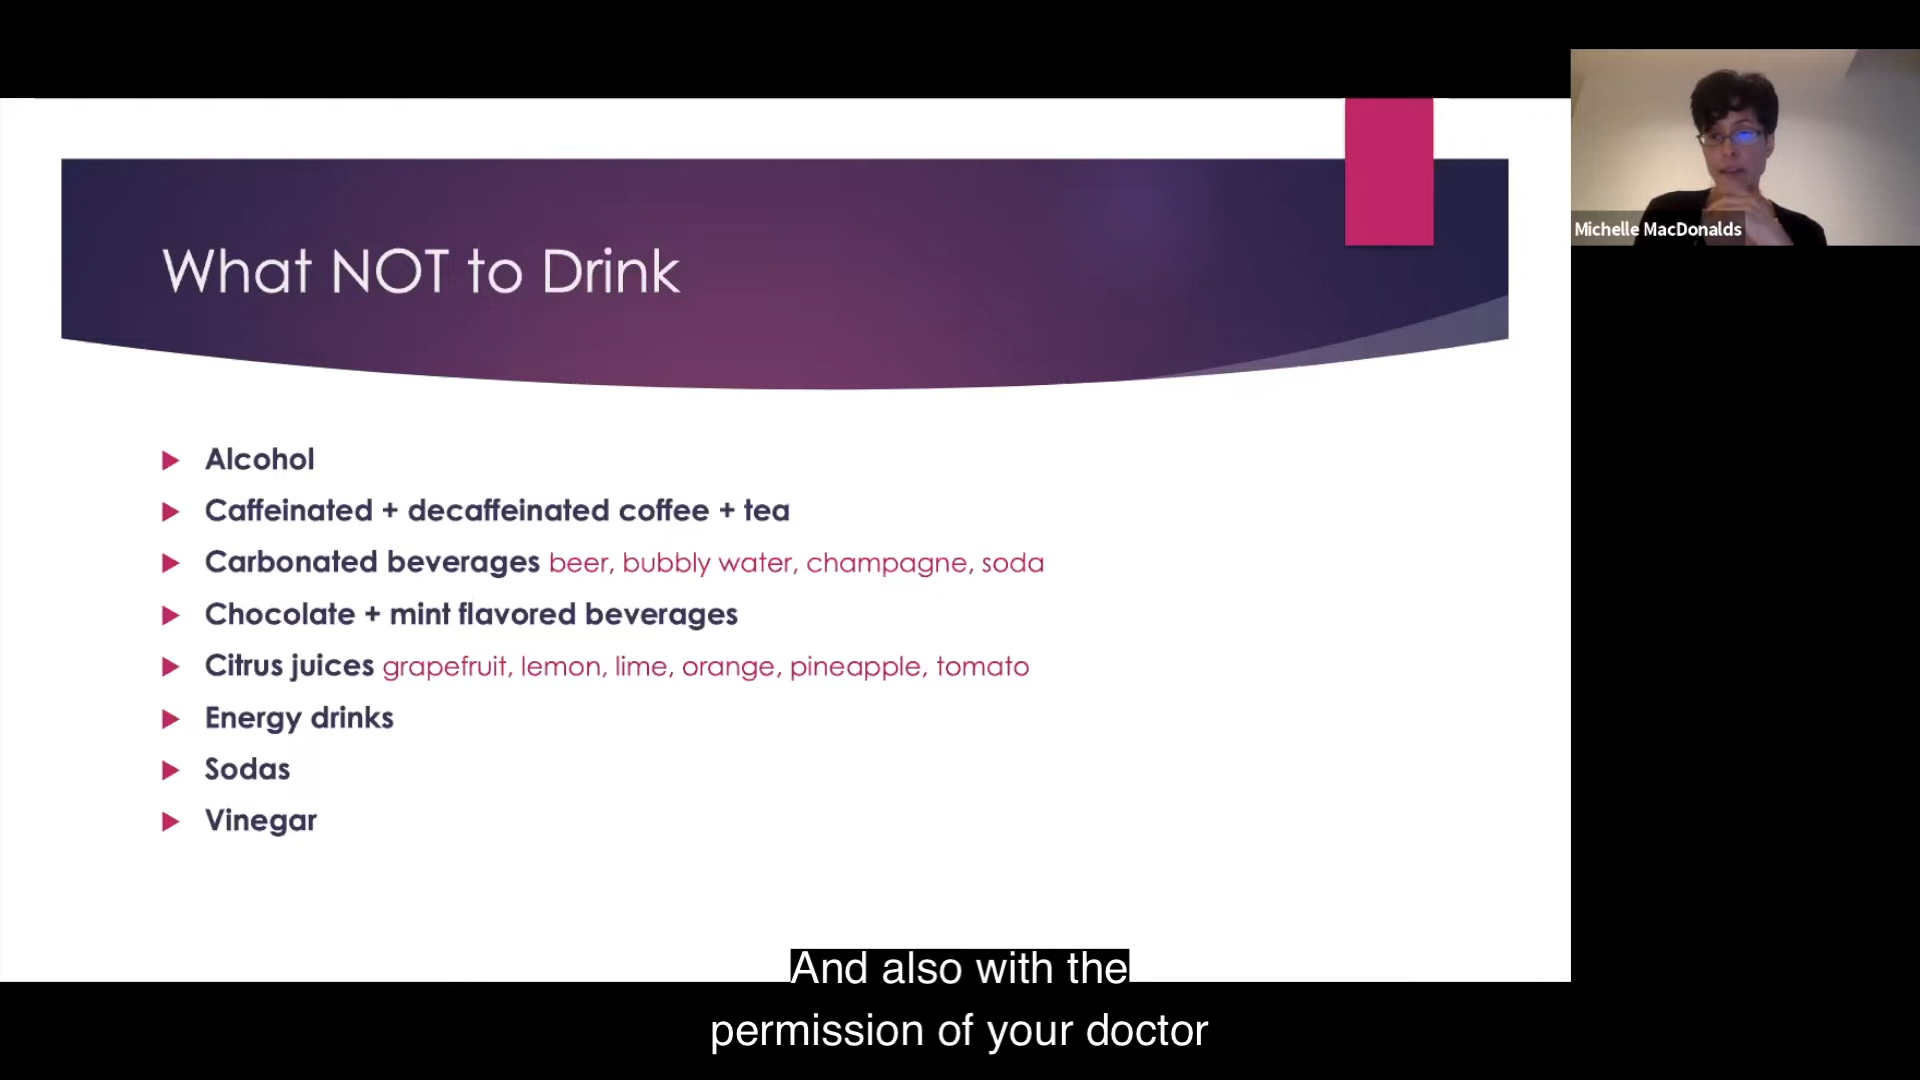 What NOT to Drink
Michelle MacDonalds
Alcohol
Caffeinated + decaffeinated coffee + tea
Carbonated beverages beer, bubbly water, champagne, soda
Chocolate + mint flavored beverages
Citrus juices grapefruit, lemon, lime, orange, pineapple, tomato
Energy drinks
Sodas
Vinegar
And also with the
permission of your doctor